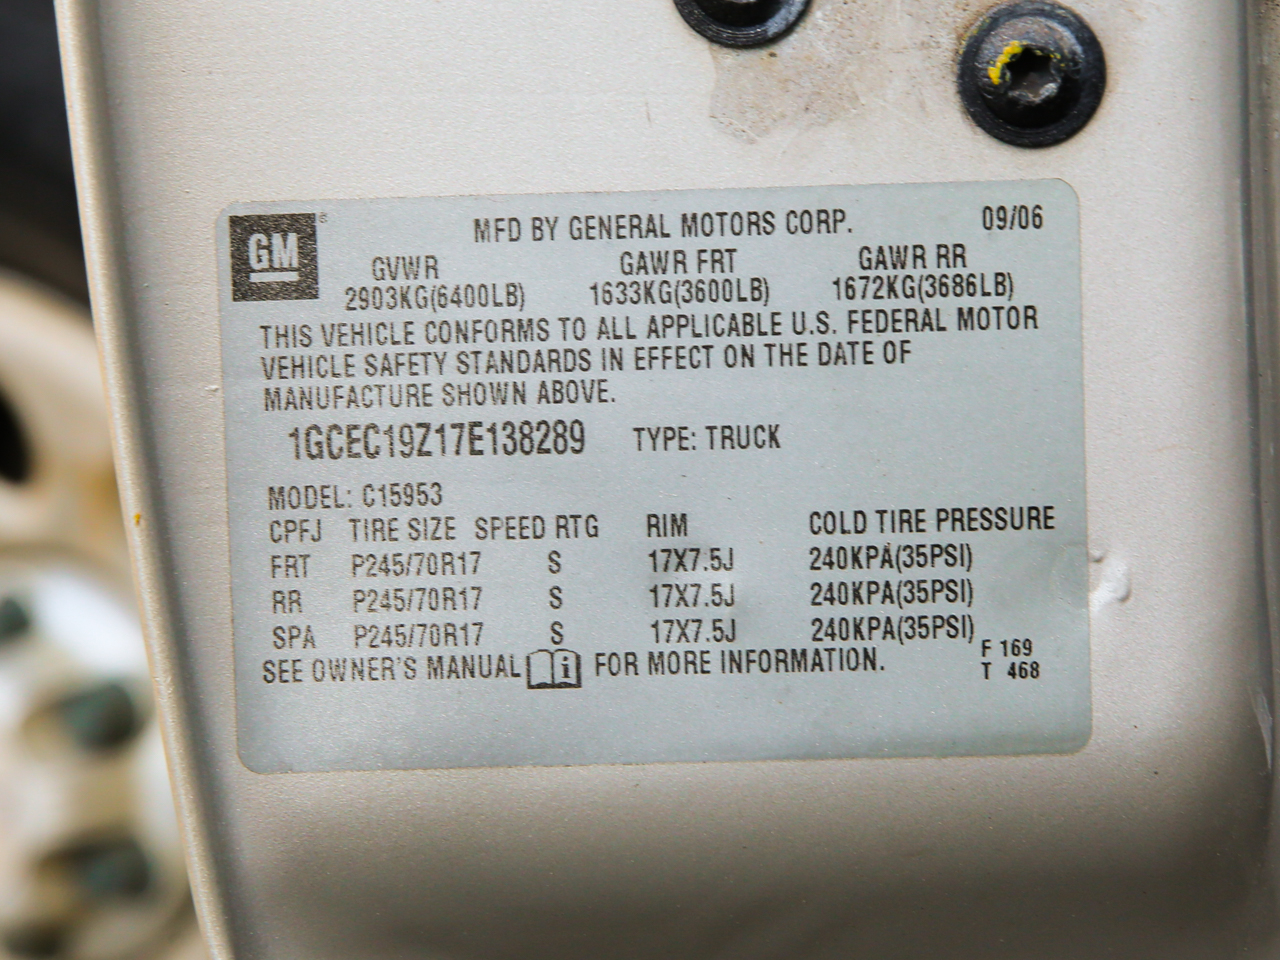 GM®
MFD BY GENERAL MOTORS CORP. 09/06
GVWR GAWR FRT GAWR RR
2903KG(6400LB) 1633KG(3600LB) 1672KG(3686LB)
THIS VEHICLE CONFORMS TO ALL APPLICABLE U.S. FEDERAL MOTOR
VEHICLE SAFETY STANDARDS IN EFFECT ON THE DATE OF
MANUFACTURE SHOWN ABOVE.
1GCEC19Z17E138289 TYPE: TRUCK
MODEL: C15953
CPFJ TIRE SIZE SPEED RTG RIM COLD TIRE PRESSURE
FRT P245/70R17 S 17X7.5J 240KPA(35PSI)
RR P245/70R17 S 17X7.5J 240KPA(35PSI)
SPA P245/70R17 S 17X7.5J 240KPA(35PSI)
SEE OWNER'S MANUAL i FOR MORE INFORMATION.
F 169
T 468